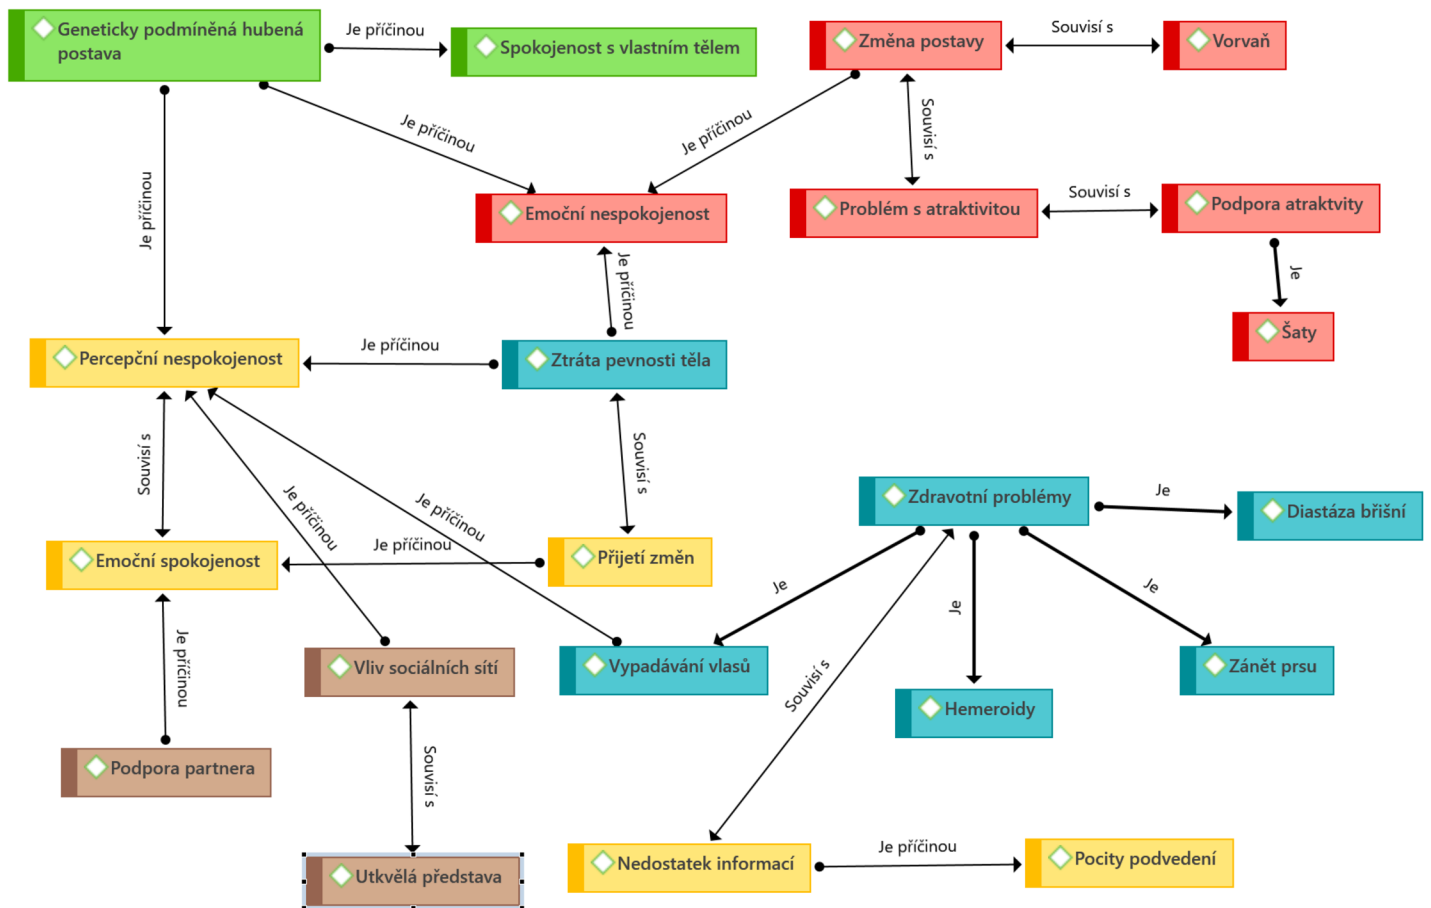 Geneticky podmíněná hubená
postava
Je příčinou
Spokojenost s vlastním tělem
Změna postavy
Souvisí s
Vorvaň
Je příčinou
Je příčinou
Souvisí s
Je příčinou
Emoční nespokojenost
Problém s atraktivitou
Souvisí s
Podpora atraktvity
Je příčinou
Je
Šaty
Percepční nespokojenost
Je příčinou
Ztráta pevnosti těla
Souvisí s
Souvisí s
Je příčinou
Je příčinou
Zdravotní problémy
Je
Diastáza břišní
Emoční spokojenost
Je příčinou
Přijetí změn
Je
Je
Je
Je příčinou
Vliv sociálních sítí
Vypadávání vlasů
Souvisí s
Zánět prsu
Hemeroidy
Podpora partnera
Souvisí s
Utkvělá představa
Nedostatek informací
Je příčinou
Pocity podvedení